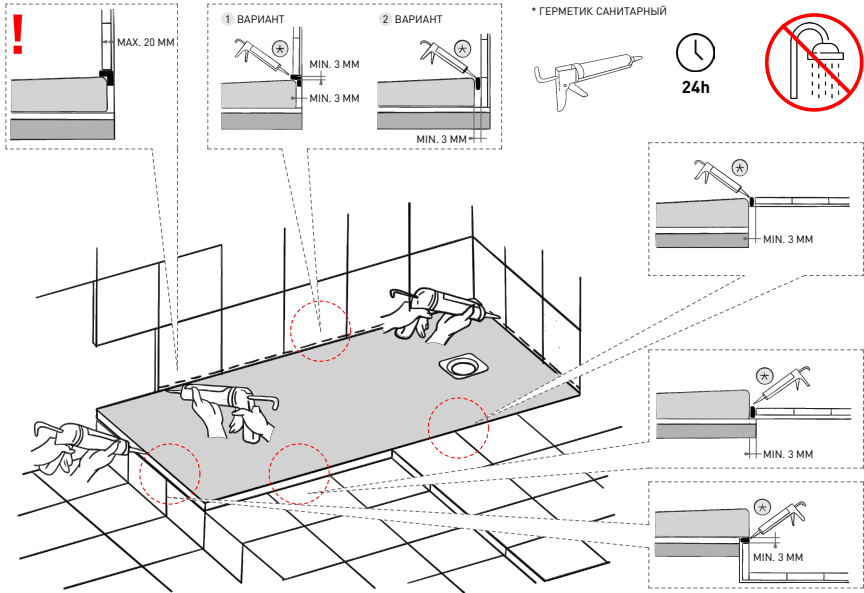 !
MAX. 20 MM
1 ВАРИАНТ
2 ВАРИАНТ
MIN. 3 MM
MIN. 3 MM
MIN. 3 MM
* ГЕРМЕТИК САНИТАРНЫЙ
24h
MIN. 3 MM
MIN. 3 MM
MIN. 3 MM